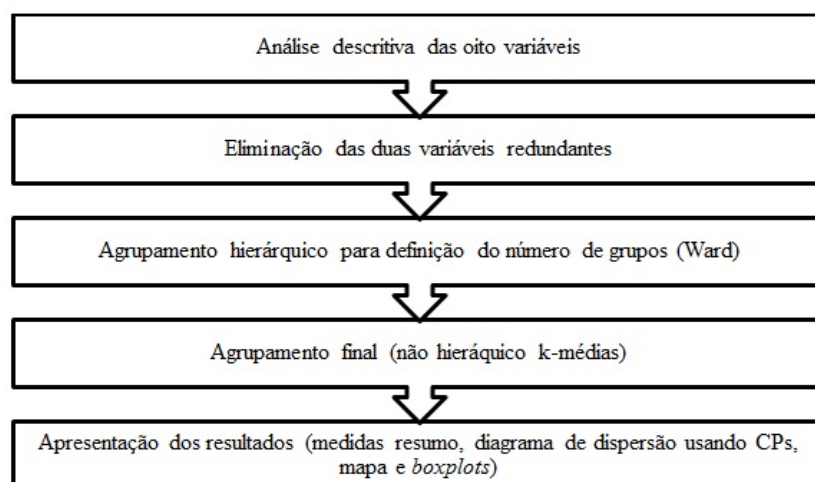 Análise descritiva das oito variáveis
Eliminação das duas variáveis redundantes
Agrupamento hierárquico para definição do número de grupos (Ward)
Agrupamento final (não hieráquico k-médias)
Apresentação dos resultados (medidas resumo, diagrama de dispersão usando CPs,
mapa e boxplots)